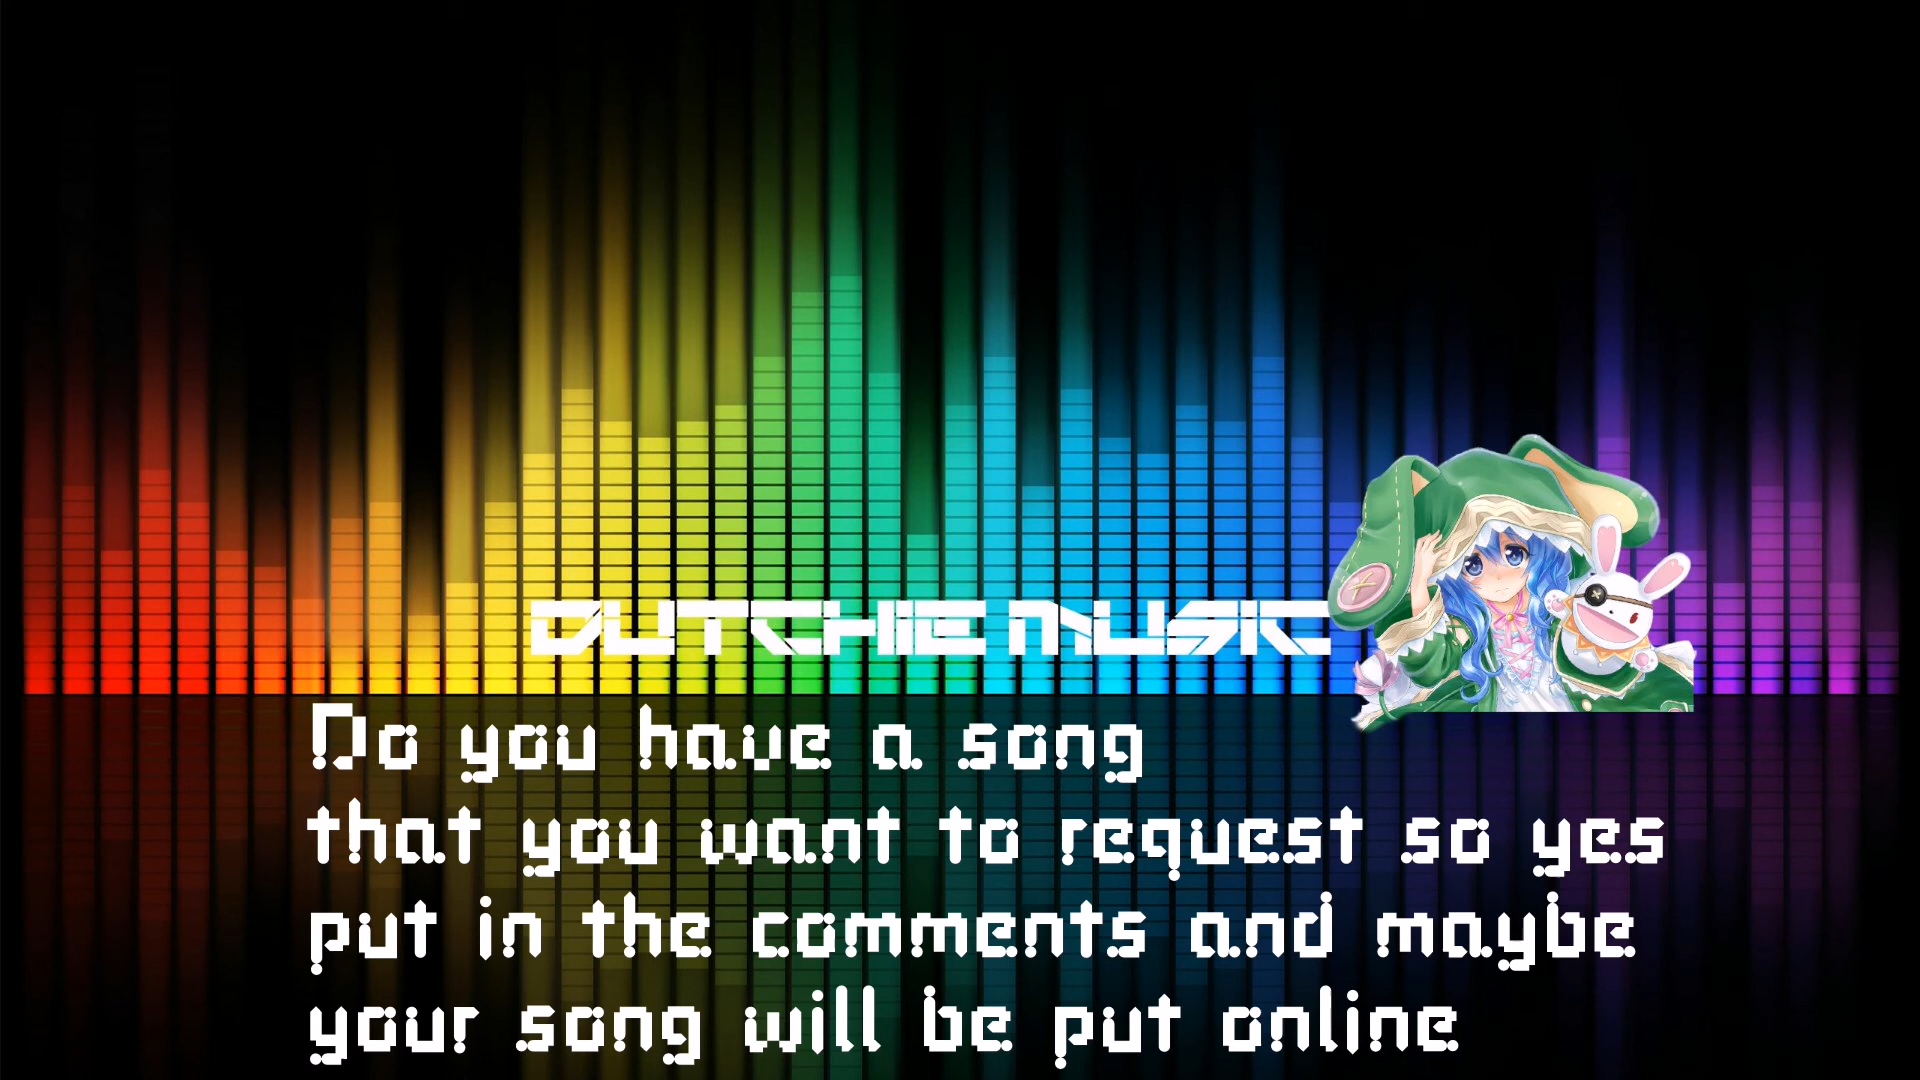 DUTCHIE MUSIC
Do you have a song
that you want to request so yes
put in the comments and maybe
your song will be put online